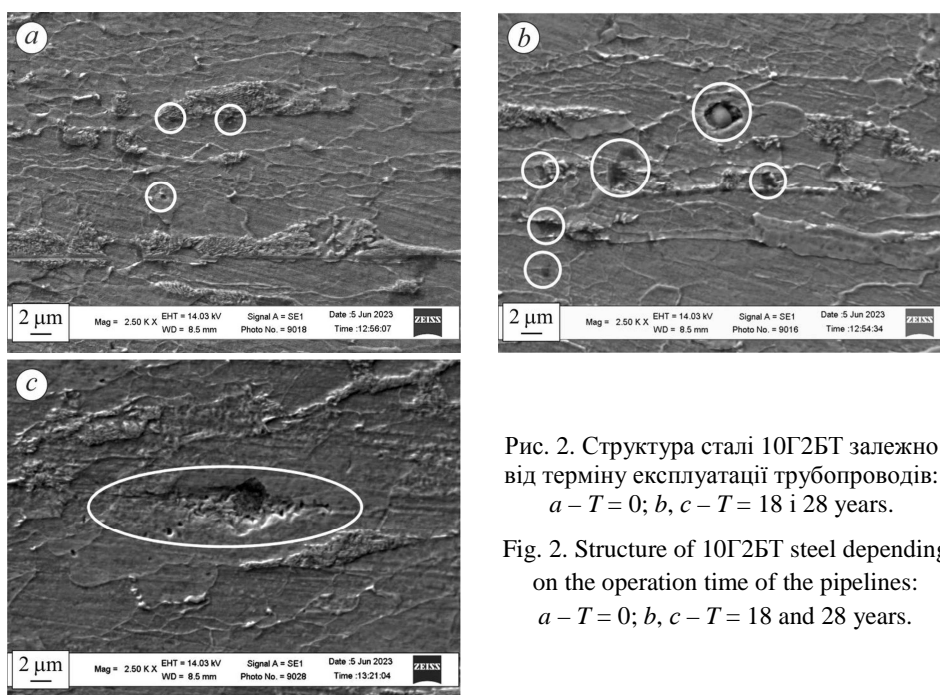 a
2 μm
Mag = 2.50 K X
EHT = 14.03 kV
WD = 8.5 mm
Signal A = SE1
Photo No. = 9018
Date :5 Jun 2023
Time :12:56:07
ZEISS
b
2 μm
Mag = 2.50 K X
EHT = 14.03 kV
WD = 8.5 mm
Signal A = SE1
Photo No. = 9016
Date :5 Jun 2023
Time :12:54:34
ZEISS
c
2 μm
Mag = 2.50 K X
EHT = 14.03 kV
WD = 8.5 mm
Signal A = SE1
Photo No. = 9028
Date :5 Jun 2023
Time :13:21:04
ZEISS
Рис. 2. Структура сталі 10Г2БТ залежно
від терміну експлуатації трубопроводів:
a – T = 0; b, c – T = 18 і 28 years.
Fig. 2. Structure of 10Г2БТ steel depending
on the operation time of the pipelines:
a – T = 0; b, c – T = 18 and 28 years.